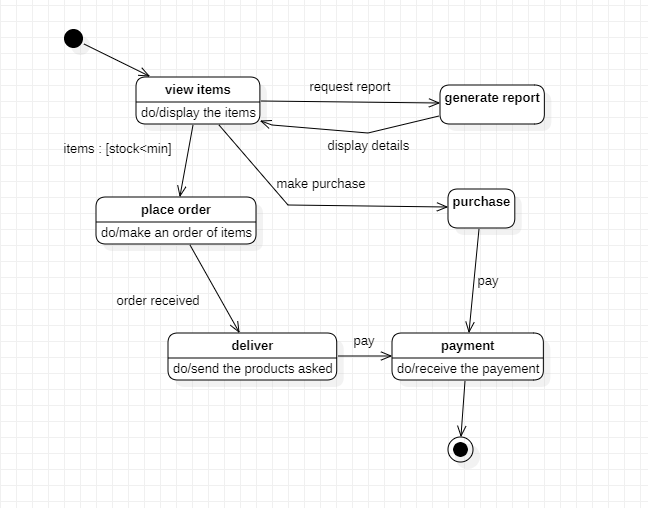 view items
do/display the items
request report
generate report
display details
items : [stock<min]
make purchase
place order
do/make an order of items
purchase
order received
pay
deliver
do/send the products asked
pay
payment
do/receive the payement